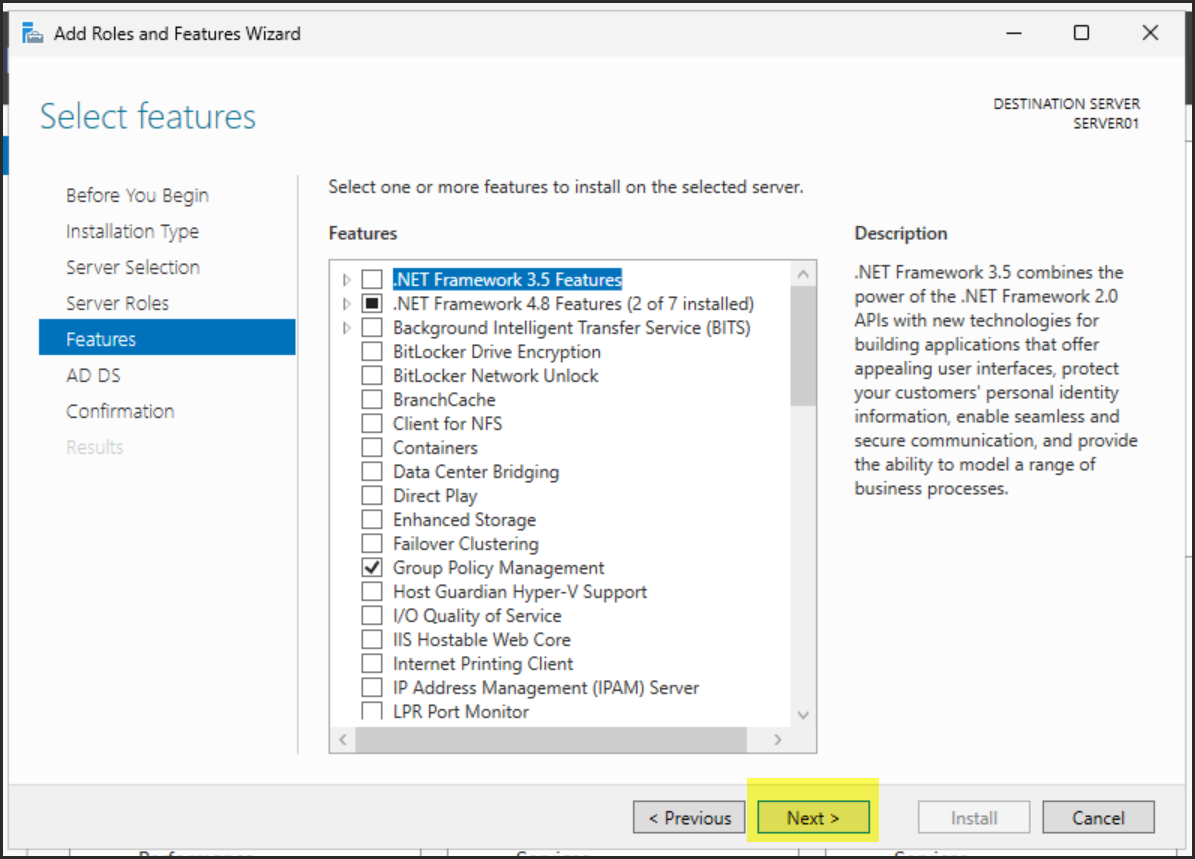 Add Roles and Features Wizard
Select features
DESTINATION SERVER
SERVER01
Before You Begin
Installation Type
Server Selection
Server Roles
Features
AD DS
Confirmation
Results
Select one or more features to install on the selected server.
Features
.NET Framework 3.5 Features
.NET Framework 4.8 Features (2 of 7 installed)
Background Intelligent Transfer Service (BITS)
BitLocker Drive Encryption
BitLocker Network Unlock
BranchCache
Client for NFS
Containers
Data Center Bridging
Direct Play
Enhanced Storage
Failover Clustering
Group Policy Management
Host Guardian Hyper-V Support
I/O Quality of Service
IIS Hostable Web Core
Internet Printing Client
IP Address Management (IPAM) Server
LPR Port Monitor
Description
.NET Framework 3.5 combines the
power of the .NET Framework 2.0
APIs with new technologies for
building applications that offer
appealing user interfaces, protect
your customers' personal identity
information, enable seamless and
secure communication, and provide
the ability to model a range of
business processes.
< Previous
Next >
Install
Cancel